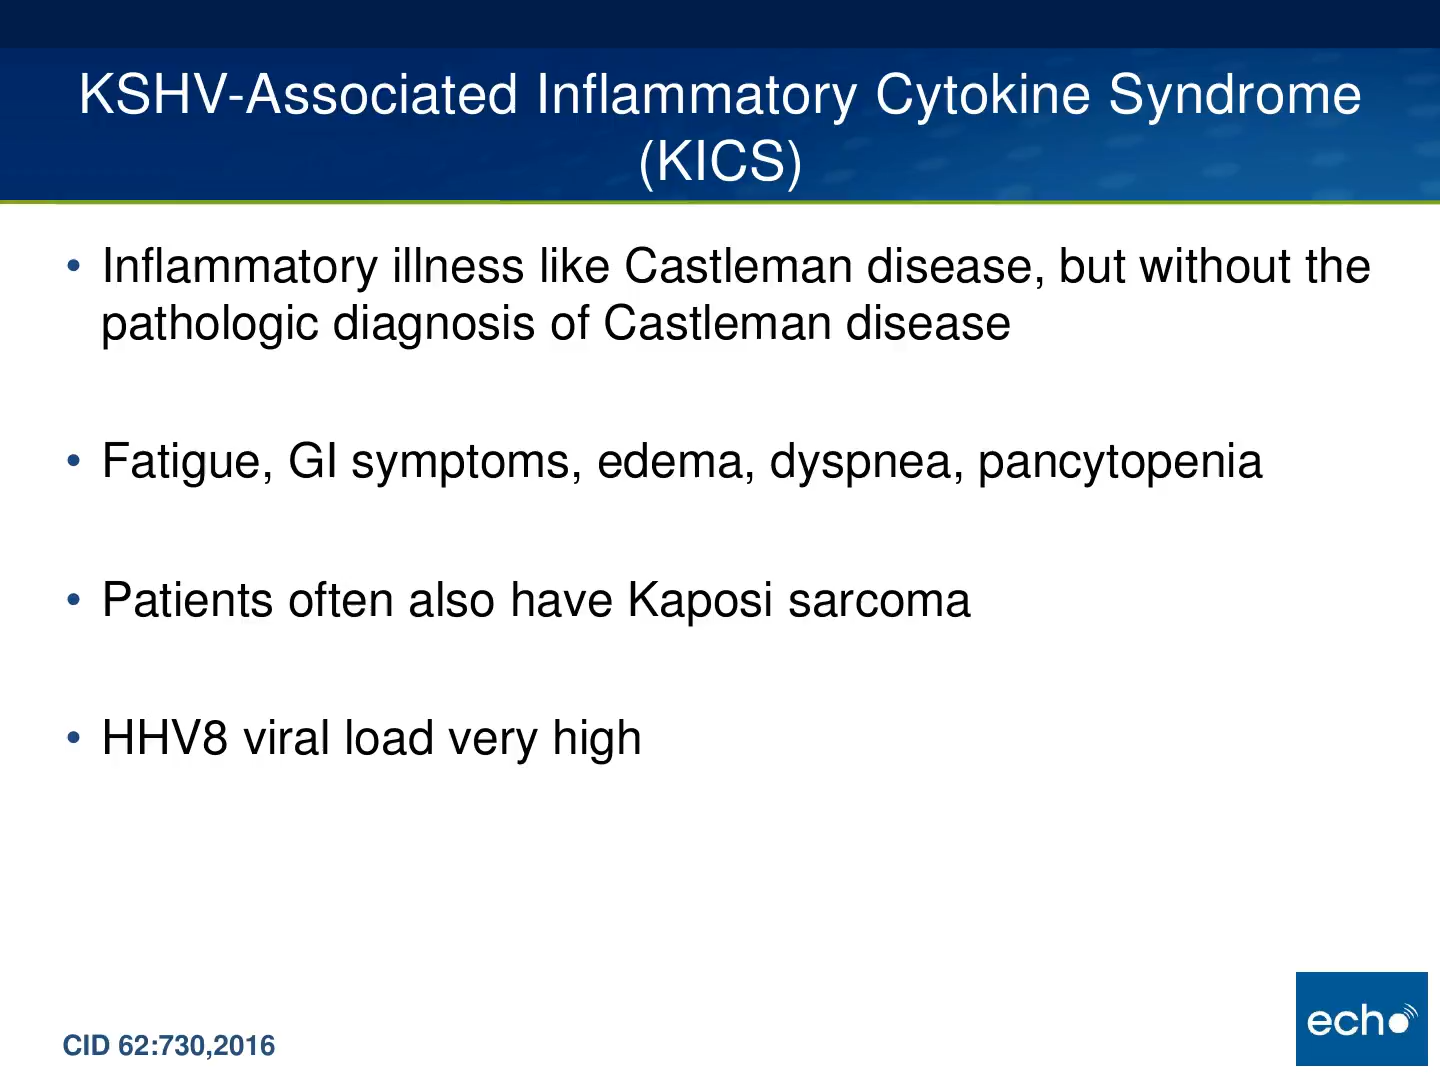 KSHV-Associated Inflammatory Cytokine Syndrome
(KICS)
• Inflammatory illness like Castleman disease, but without the
pathologic diagnosis of Castleman disease
• Fatigue, GI symptoms, edema, dyspnea, pancytopenia
• Patients often also have Kaposi sarcoma
• HHV8 viral load very high
CID 62:730,2016
echo